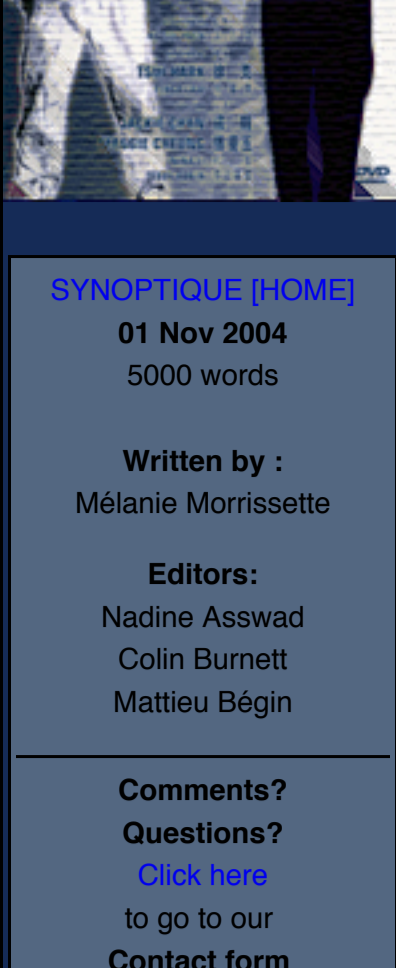 DVD
SYNOPTIQUE [HOME]
01 Nov 2004
5000 words
Written by :
Mélanie Morrissette
Editors:
Nadine Asswad
Colin Burnett
Mattieu Bégin
Comments?
Questions?
Click here
to go to our
Contact form